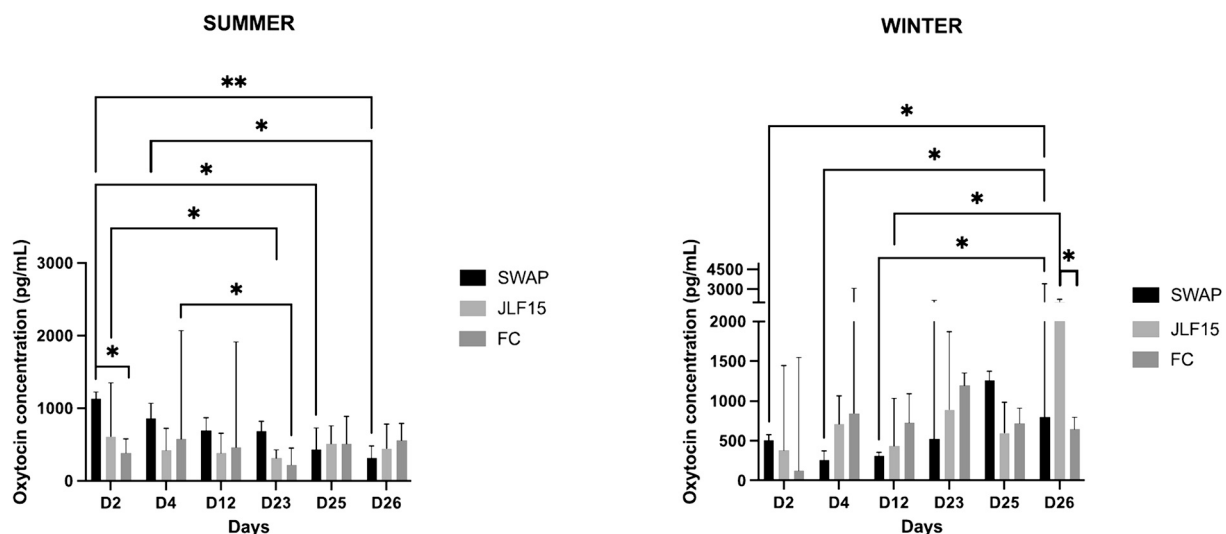 SUMMER
**
*
*
*
*
*
Oxytocin concentration (pg/mL)
3000
2000
1000
0
D2 D4 D12 D23 D25 D26
Days
SWAP
JLF15
FC
WINTER
*
*
*
*
*
Oxytocin concentration (pg/mL)
4500
3000
2000
1500
1000
500
0
D2 D4 D12 D23 D25 D26
Days
SWAP
JLF15
FC